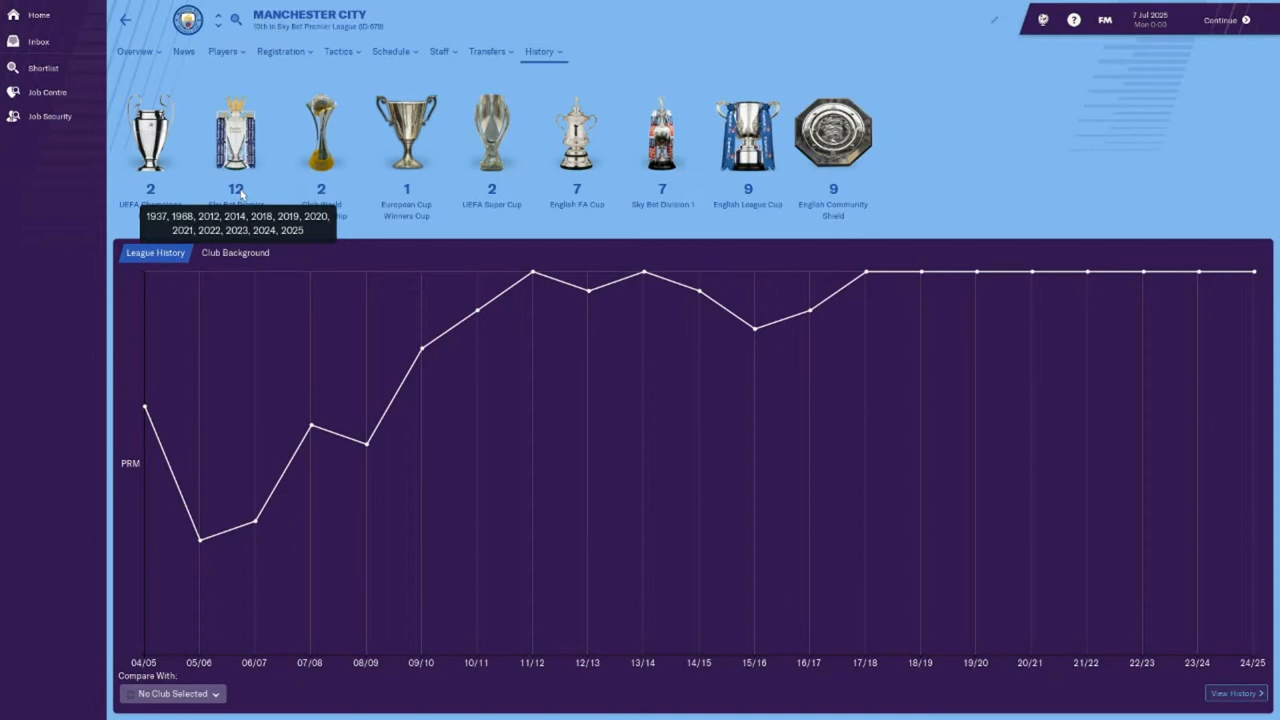 Home
Inbox
Shortlist
Job Centre
Job Security
MANCHESTER CITY
10th in Sky Bet Premier League (ID:679)
Overview
News
Players
Registration
Tactics
Schedule
Staff
Transfers
History
FM
7 Jul 2025
Mon 0:00
Continue
2
12
2
1
2
7
7
9
9
European Cup
Winners Cup
UEFA Super Cup
English FA Cup
Sky Bet Division 1
English League Cup
English Community
Shield
1937, 1968, 2012, 2014, 2018, 2019, 2020,
2021, 2022, 2023, 2024, 2025
League History
Club Background
PRM
04/05
05/06
06/07
07/08
08/09
09/10
10/11
11/12
12/13
13/14
14/15
15/16
16/17
17/18
18/19
19/20
20/21
21/22
22/23
23/24
24/25
Compare With:
No Club Selected
View History